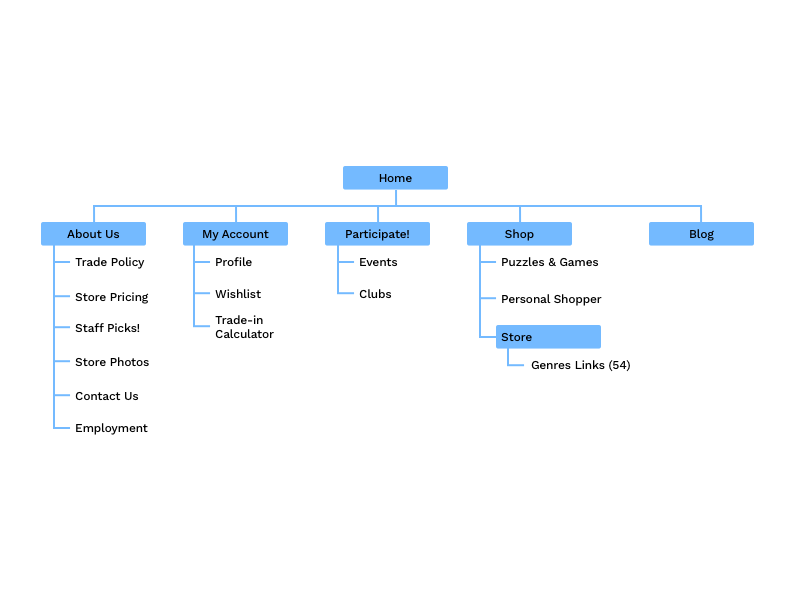 Home
About Us
My Account
Participate!
Shop
Blog
Trade Policy
Store Pricing
Staff Picks!
Store Photos
Contact Us
Employment
Profile
Wishlist
Trade-in
Calculator
Events
Clubs
Puzzles & Games
Personal Shopper
Store
Genres Links (54)